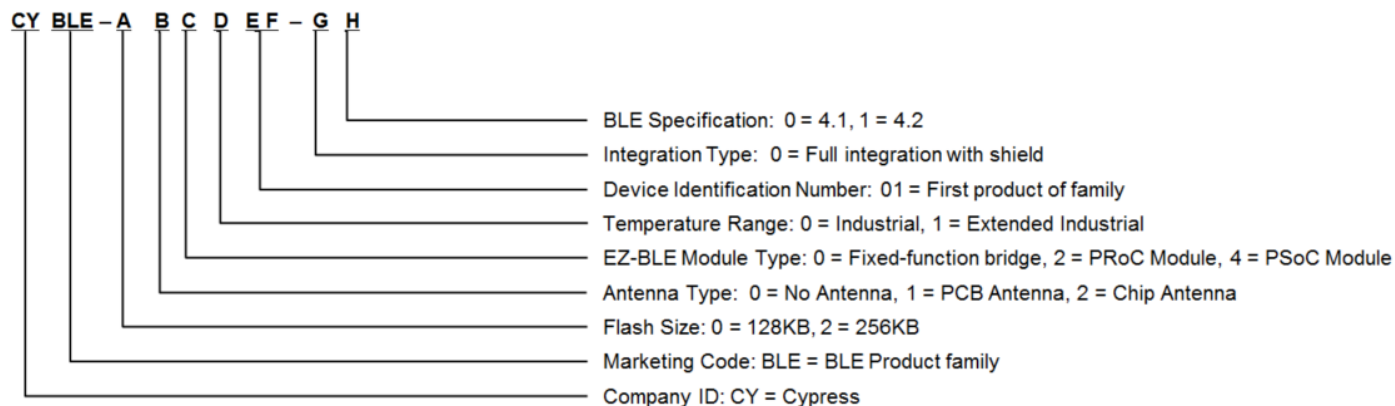 CY BLE – A B C D E F – G H
BLE Specification: 0 = 4.1, 1 = 4.2
Integration Type: 0 = Full integration with shield
Device Identification Number: 01 = First product of family
Temperature Range: 0 = Industrial, 1 = Extended Industrial
EZ-BLE Module Type: 0 = Fixed-function bridge, 2 = PRoC Module, 4 = PSoC Module
Antenna Type: 0 = No Antenna, 1 = PCB Antenna, 2 = Chip Antenna
Flash Size: 0 = 128KB, 2 = 256KB
Marketing Code: BLE = BLE Product family
Company ID: CY = Cypress